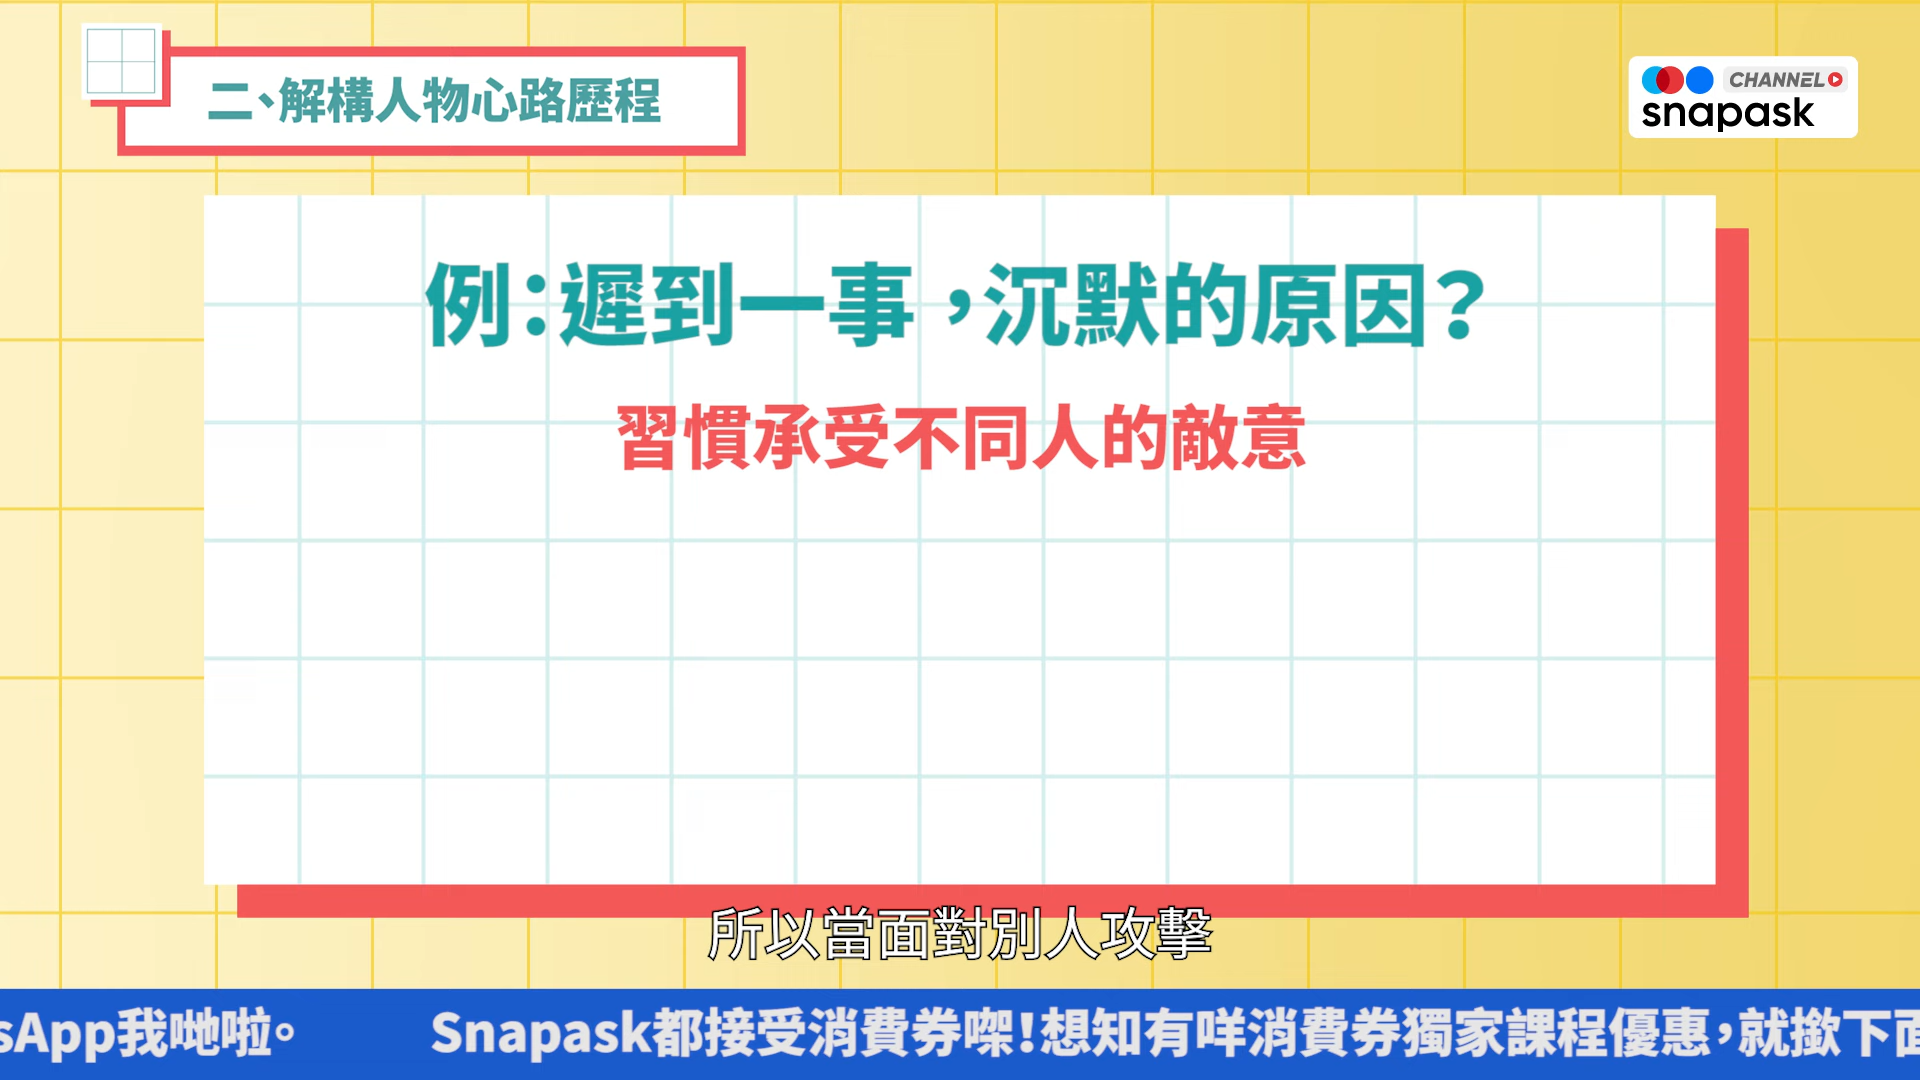 二、解構人物心路歷程
CHANNEL
snapask
例：遲到一事，沉默的原因？
習慣承受不同人的敵意
所以當面對別人攻擊
sApp我哋啦。 Snapask都接受消費券㗎！想知有咩消費券獨家課程優惠，就撳下面